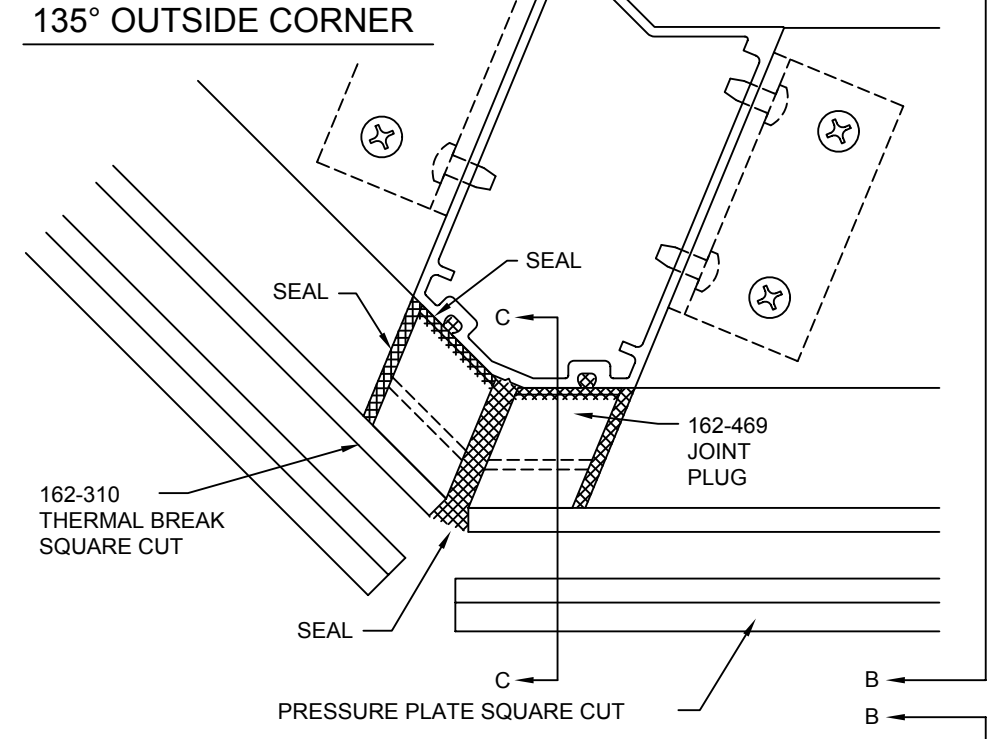 135° OUTSIDE CORNER
SEAL
SEAL
C
162-469
JOINT
PLUG
162-310
THERMAL BREAK
SQUARE CUT
SEAL
C
PRESSURE PLATE SQUARE CUT
B
B